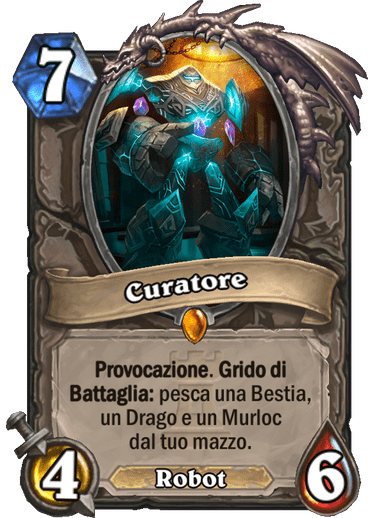 7
Curatore
Provocazione. Grido di
Battaglia: pesca una Bestia,
un Drago e un Murloc
dal tuo mazzo.
4
Robot
6